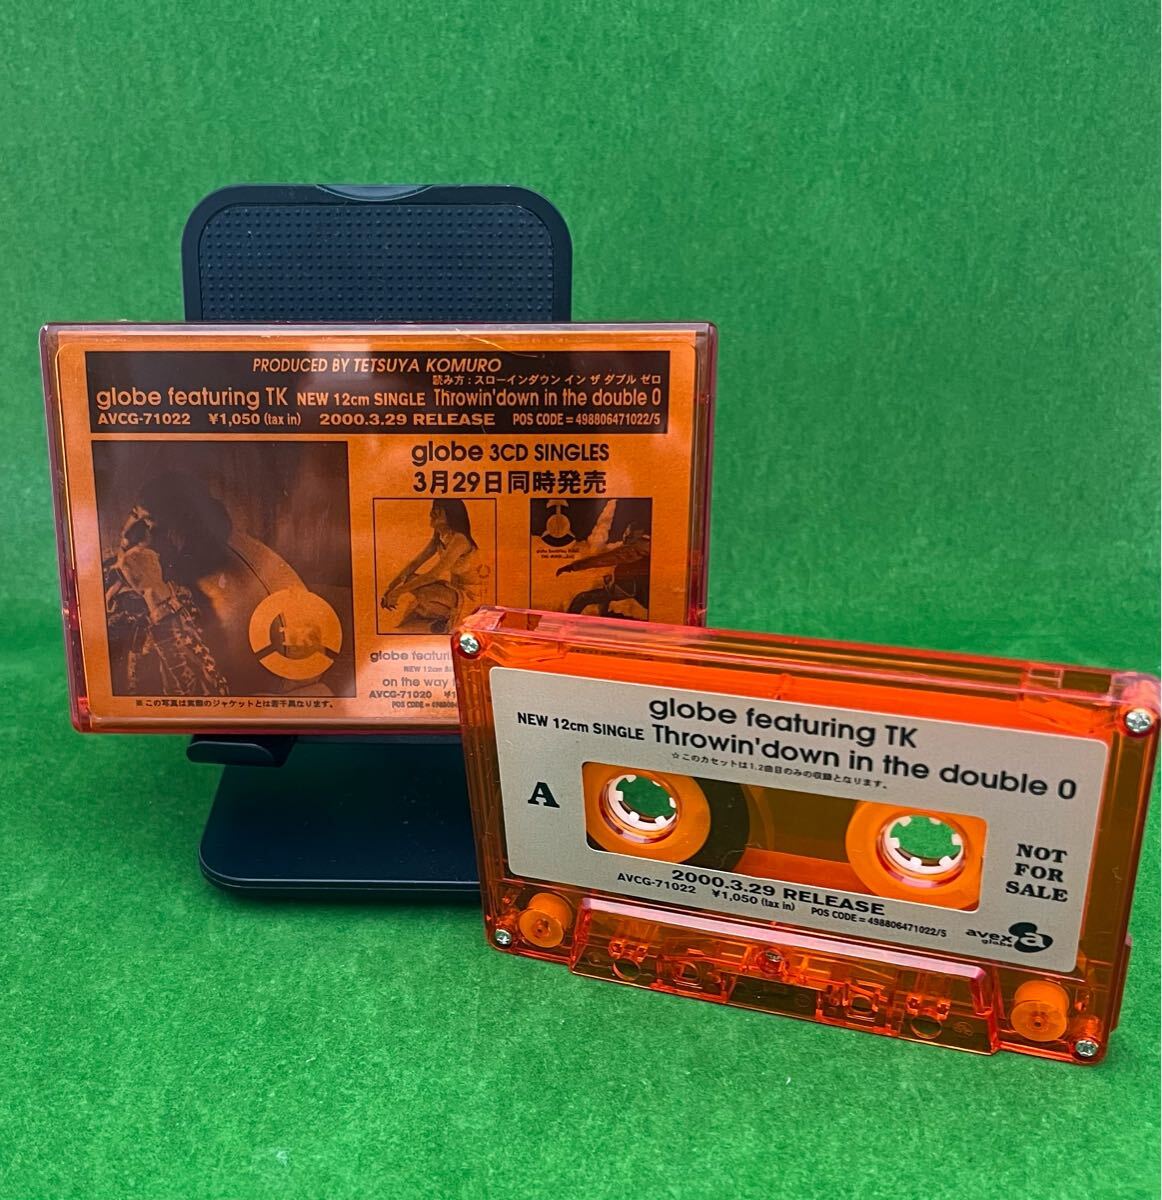 PRODUCED BY TETSUYA KOMURO
読み方：スローインダウン イン ザ ダブル ゼロ
globe featuring TK NEW 12cm SINGLE Throwin'down in the double 0
AVCG-71022 ¥1,050 (tax in) 2000.3.29 RELEASE POS CODE=498806471022/5
globe 3CD SINGLES
3月29日同時発売
globe
NEW 12cm
on the way
AVCG-71020
POS CODE=
※この写真は実際のジャケットとは若干異なります。
globe featuring TK
NEW 12cm SINGLE Throwin'down in the double 0
☆このカセットは1.2曲目のみの収録となります。
A
NOT
FOR
SALE
2000.3.29 RELEASE
AVCG-71022 ¥1,050 (tax in) POS CODE=498806471022/5
avex
globe
a